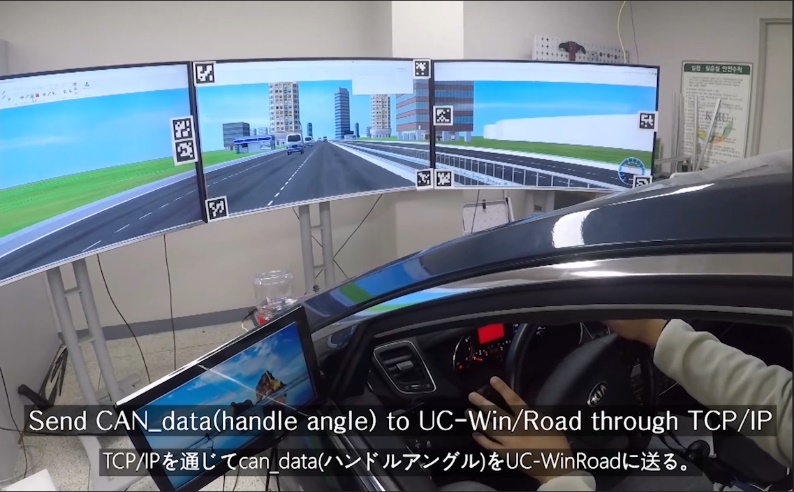 KIA
Send CAN_data(handle angle) to UC-Win/Road through TCP/IP
TCP/IPを通じてcan_data(ハンドルアングル)をUC-WinRoadに送る。